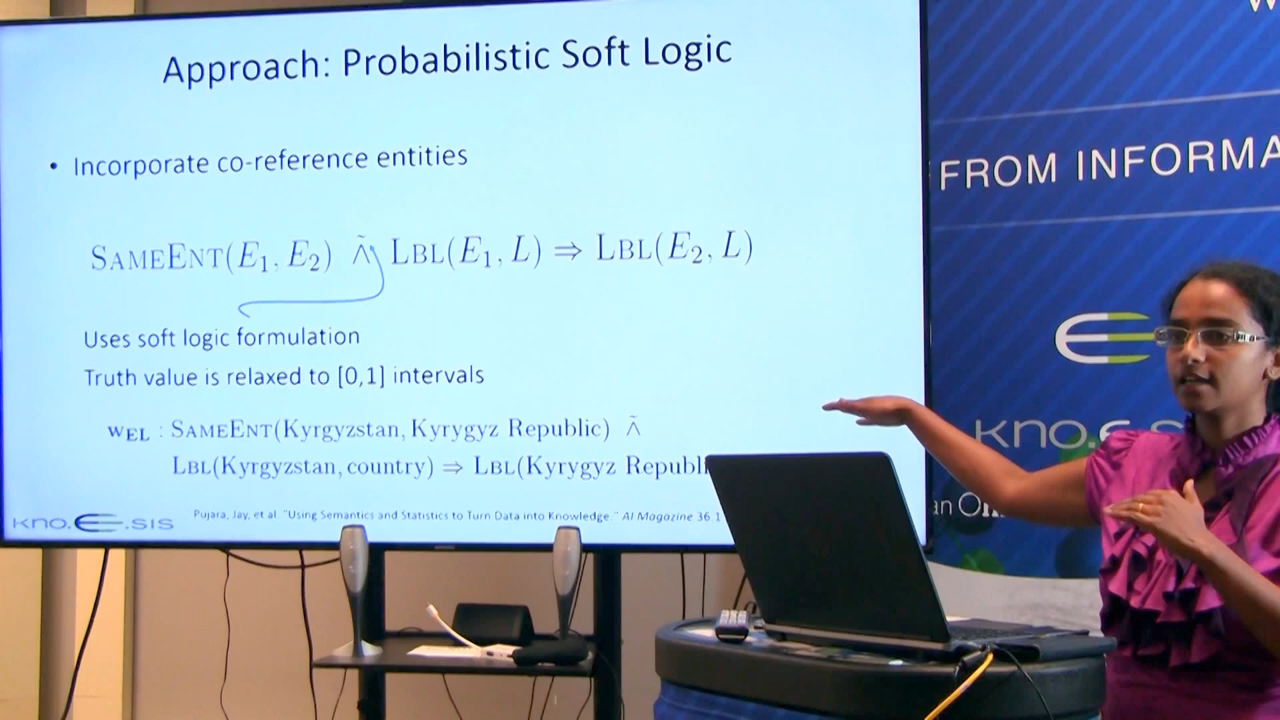 Approach: Probabilistic Soft Logic
• Incorporate co-reference entities
SAMEENT(E₁, E₂) ∧̃ LBL(E₁, L) ⇒ LBL(E₂, L)
Uses soft logic formulation
Truth value is relaxed to [0,1] intervals
wEL : SAMEENT(Kyrgyzstan, Kyrygyz Republic) ∧̃
LBL(Kyrgyzstan, country) ⇒ LBL(Kyrygyz Republi
Pujara, Jay, et al. "Using Semantics and Statistics to Turn Data into Knowledge." AI Magazine 36.1
KNO.E.SIS
FROM INFORMA
KNO.E.S
an O